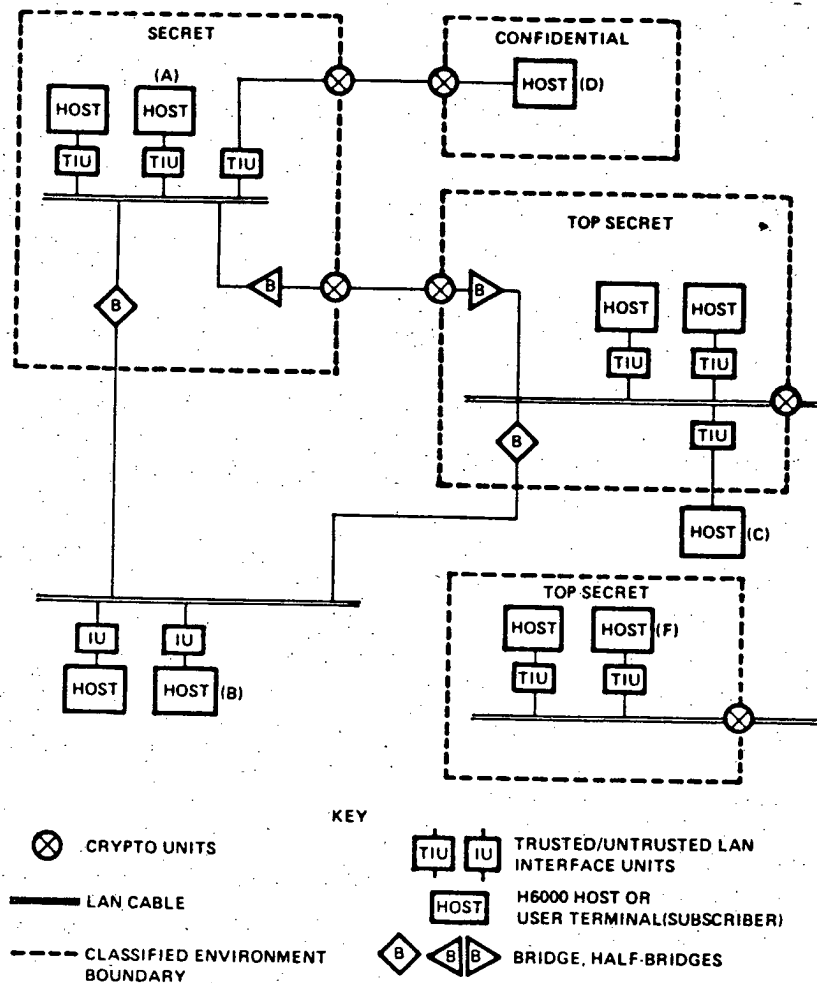 SECRET
CONFIDENTIAL
(A)
HOST
HOST
HOST
(D)
TIU
TIU
TIU
TOP SECRET
B
B
B
HOST
HOST
TIU
TIU
B
TIU
HOST
(C)
TOP SECRET
IU
IU
HOST
HOST
(F)
HOST
HOST
(B)
TIU
TIU
KEY
CRYPTO UNITS
TIU
IU
TRUSTED/UNTRUSTED LAN
INTERFACE UNITS
LAN CABLE
HOST
H6000 HOST OR
USER TERMINAL(SUBSCRIBER)
CLASSIFIED ENVIRONMENT
BOUNDARY
B
B
B
BRIDGE, HALF-BRIDGES